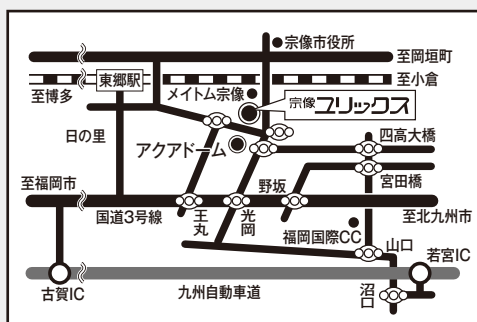 宗像市役所
至岡垣町
東郷駅
至博多
メイトム宗像
至小倉
宗像ユリックス
日の里
アクアドーム
四高大橋
宮田橋
至福岡市
野坂
国道3号線
王丸
光岡
至北九州市
福岡国際CC
山口
若宮IC
古賀IC
九州自動車道
沼口